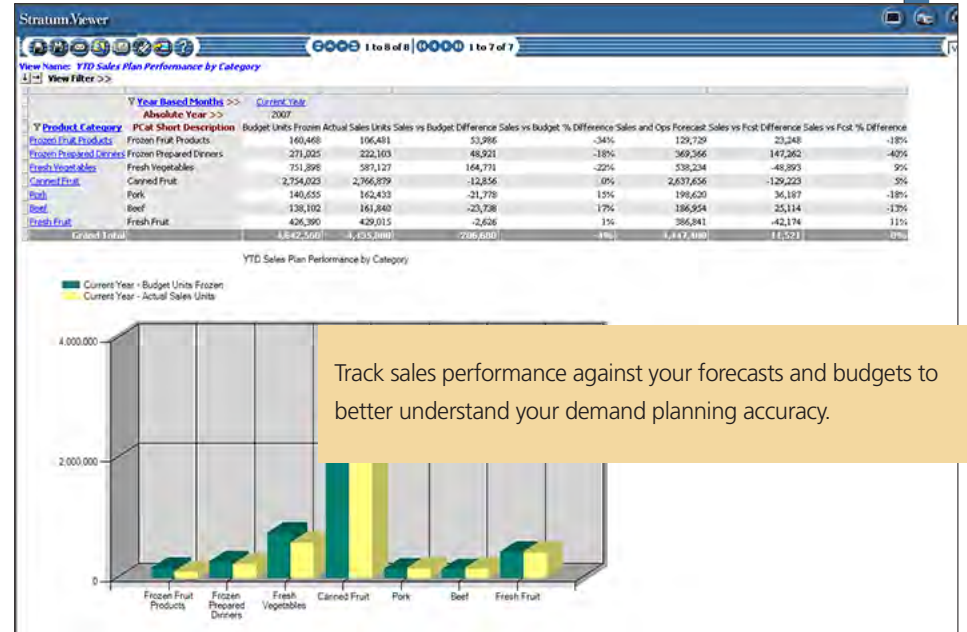 Stratum.Viewer
1 to 8 of 8 1 to 7 of 7
View Name: YTD Sales Plan Performance by Category
View Filter >>
Year Based Months >> Current Year
Absolute Year >> 2007
Product Category PCat Short Description Budget Units Frozen Actual Sales Units Sales vs Budget Difference Sales vs Budget % Difference Sales and Ops Forecast Sales vs Fcst Difference Sales vs Fcst % Difference
Frozen Fruit Products Frozen Fruit Products 160,468 106,481 53,986 -34% 129,729 23,248 -18%
Frozen Prepared Dinners Frozen Prepared Dinners 271,025 222,103 48,921 -18% 369,366 147,262 -40%
Fresh Vegetables Fresh Vegetables 751,898 587,127 164,771 -22% 538,234 -48,893 9%
Canned Fruit Canned Fruit 2,754,023 2,766,879 -12,856 0% 2,637,656 -129,223 5%
Pork Pork 140,655 162,433 -21,778 15% 198,620 36,187 -18%
Beef Beef 138,102 161,840 -23,738 17% 186,954 25,114 -13%
Fresh Fruit Fresh Fruit 426,390 429,015 -2,626 1% 386,841 -42,174 11%
Grand Total
YTD Sales Plan Performance by Category
Current Year - Budget Units Frozen
Current Year - Actual Sales Units
4,000,000
Track sales performance against your forecasts and budgets to
better understand your demand planning accuracy.
2,000,000
0
Frozen Fruit Products
Frozen Prepared Dinners
Fresh Vegetables
Canned Fruit
Pork
Beef
Fresh Fruit